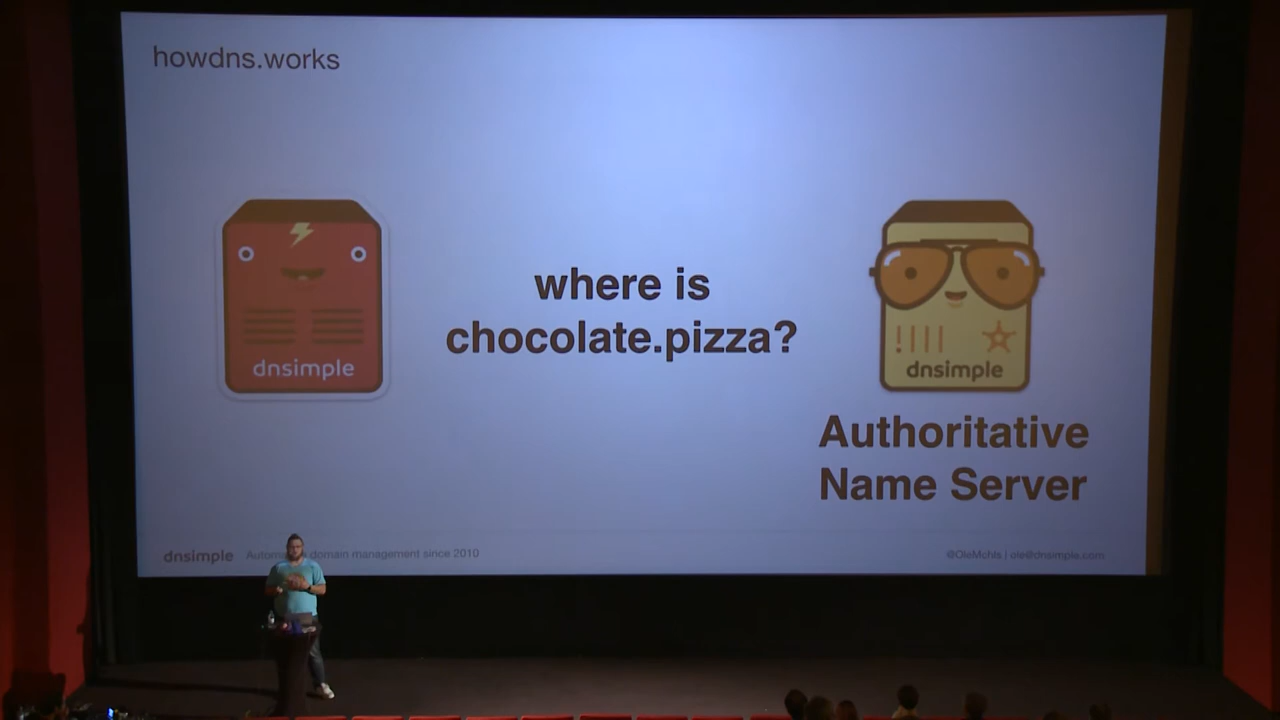 howdns.works
where is
chocolate.pizza?
dnsimple
dnsimple
Authoritative
Name Server
dnsimple
domain management since 2010
@OleMchls | ole@dnsimple.com